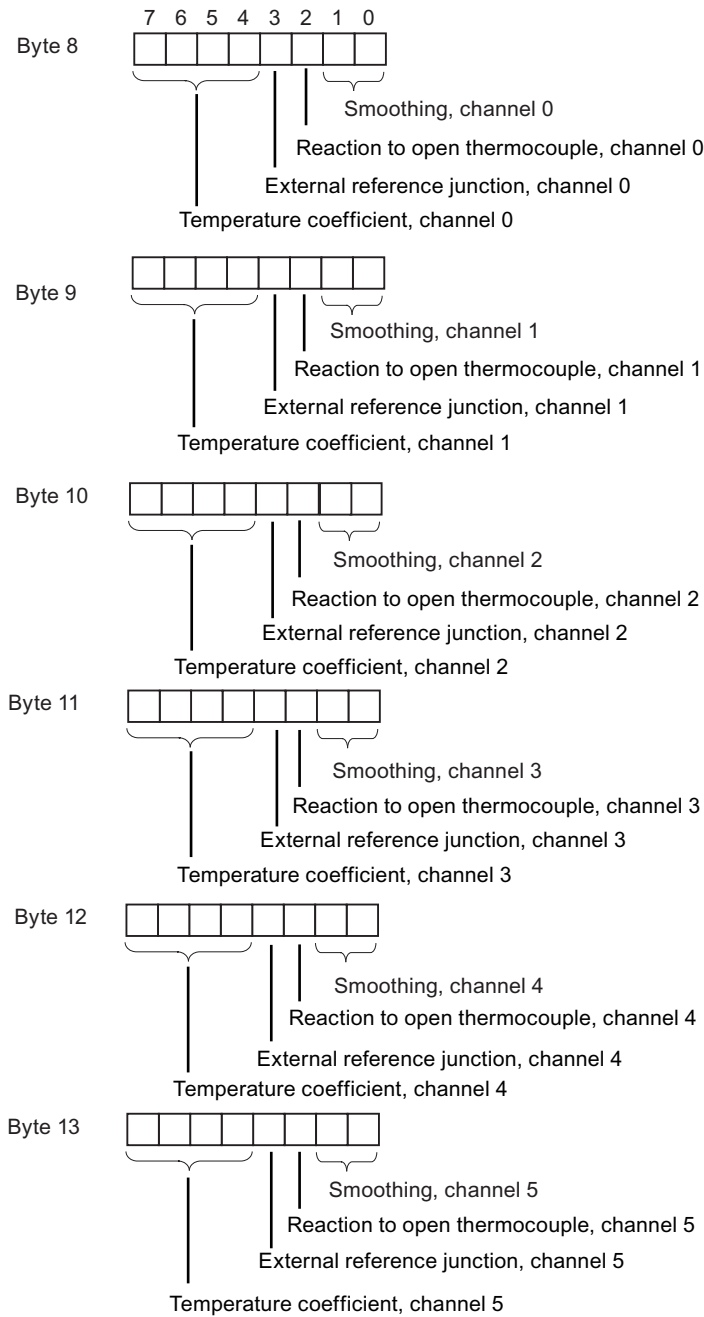 7 6 5 4 3 2 1 0
Byte 8
Smoothing, channel 0
Reaction to open thermocouple, channel 0
External reference junction, channel 0
Temperature coefficient, channel 0
Byte 9
Smoothing, channel 1
Reaction to open thermocouple, channel 1
External reference junction, channel 1
Temperature coefficient, channel 1
Byte 10
Smoothing, channel 2
Reaction to open thermocouple, channel 2
External reference junction, channel 2
Temperature coefficient, channel 2
Byte 11
Smoothing, channel 3
Reaction to open thermocouple, channel 3
External reference junction, channel 3
Temperature coefficient, channel 3
Byte 12
Smoothing, channel 4
Reaction to open thermocouple, channel 4
External reference junction, channel 4
Temperature coefficient, channel 4
Byte 13
Smoothing, channel 5
Reaction to open thermocouple, channel 5
External reference junction, channel 5
Temperature coefficient, channel 5